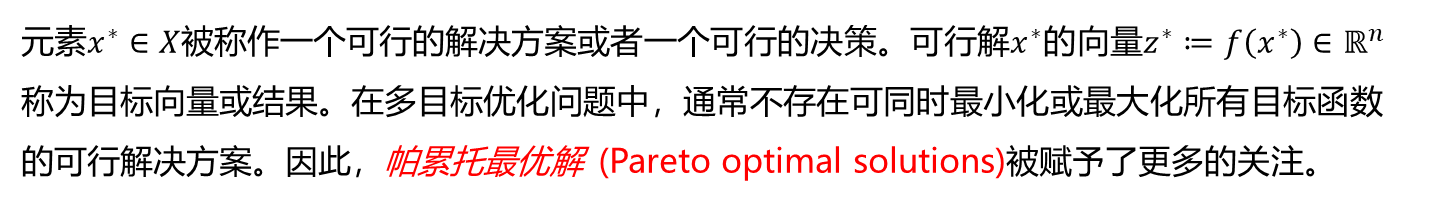 元素𝑥* ∈ 𝑋被称作一个可行的解决方案或者一个可行的决策。可行解𝑥*的向量𝑧* ≔ 𝑓(𝑥*) ∈ ℝⁿ
称为目标向量或结果。在多目标优化问题中，通常不存在可同时最小化或最大化所有目标函数
的可行解决方案。因此，帕累托最优解 (Pareto optimal solutions)被赋予了更多的关注。